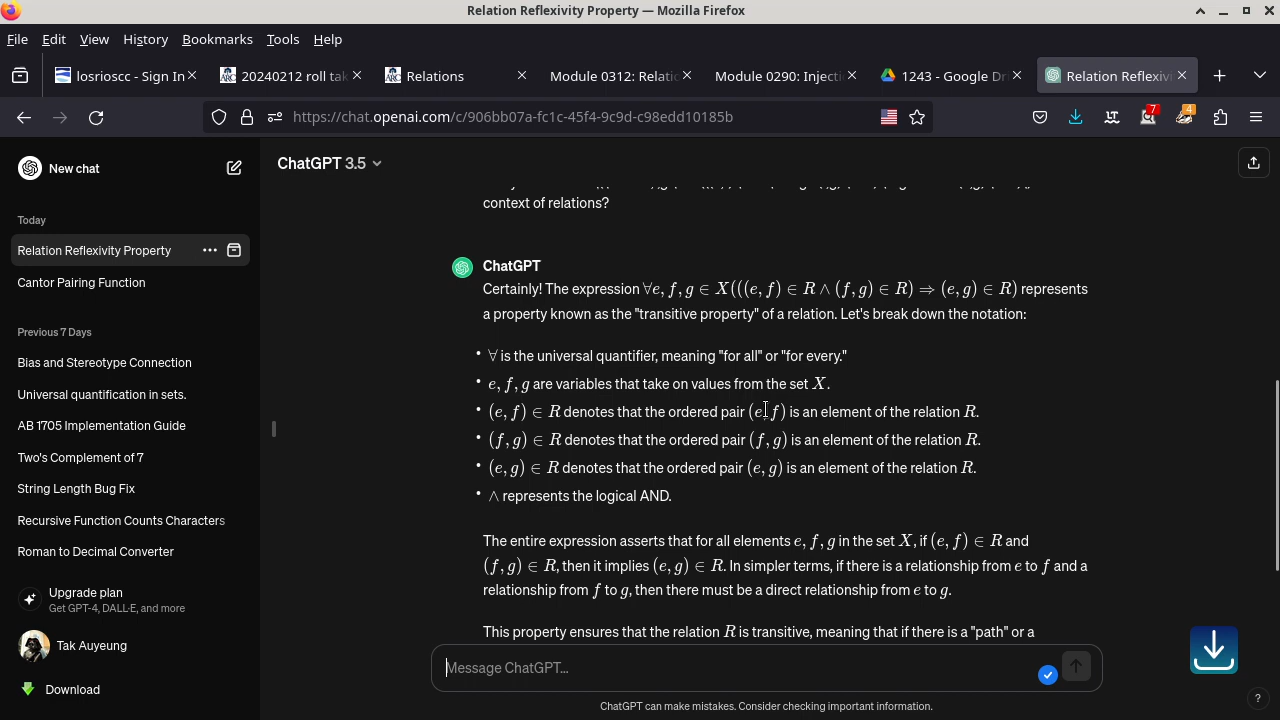 Relation Reflexivity Property — Mozilla Firefox
File Edit View History Bookmarks Tools Help
losrioscc - Sign In
20240212 roll tak
Relations
Module 0312: Relati
Module 0290: Injecti
1243 - Google Dr
Relation Reflexivi
https://chat.openai.com/c/906bb07a-fc1c-45f4-9c9d-c98edd10185b
7
4
New chat
Today
Relation Reflexivity Property
Cantor Pairing Function
Previous 7 Days
Bias and Stereotype Connection
Universal quantification in sets.
AB 1705 Implementation Guide
Two's Complement of 7
String Length Bug Fix
Recursive Function Counts Characters
Roman to Decimal Converter
Upgrade plan
Get GPT-4, DALL·E, and more
Tak Auyeung
Download
ChatGPT 3.5
context of relations?
ChatGPT
Certainly! The expression ∀e, f, g ∈ X(((e, f) ∈ R ∧ (f, g) ∈ R) ⇒ (e, g) ∈ R) represents
a property known as the "transitive property" of a relation. Let's break down the notation:
• ∀ is the universal quantifier, meaning "for all" or "for every."
• e, f, g are variables that take on values from the set X.
• (e, f) ∈ R denotes that the ordered pair (e, f) is an element of the relation R.
• (f, g) ∈ R denotes that the ordered pair (f, g) is an element of the relation R.
• (e, g) ∈ R denotes that the ordered pair (e, g) is an element of the relation R.
• ∧ represents the logical AND.
The entire expression asserts that for all elements e, f, g in the set X, if (e, f) ∈ R and
(f, g) ∈ R, then it implies (e, g) ∈ R. In simpler terms, if there is a relationship from e to f and a
relationship from f to g, then there must be a direct relationship from e to g.
This property ensures that the relation R is transitive, meaning that if there is a "path" or a
Message ChatGPT...
ChatGPT can make mistakes. Consider checking important information.
?